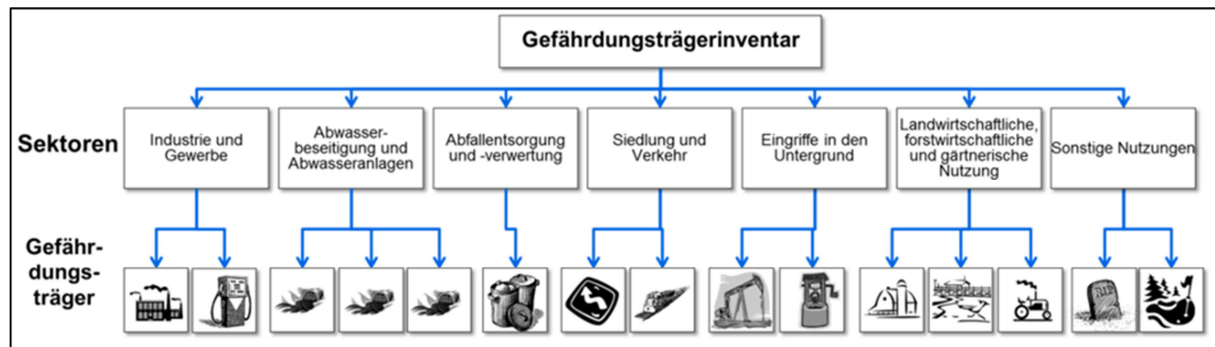 Gefährdungsträgerinventar
Sektoren
Industrie und
Gewerbe
Abwasser-
beseitigung und
Abwasseranlagen
Abfallentsorgung
und -verwertung
Siedlung und
Verkehr
Eingriffe in den
Untergrund
Landwirtschaftliche,
forstwirtschaftliche
und gärtnerische
Nutzung
Sonstige Nutzungen
Gefähr-
dungs-
träger
RIP